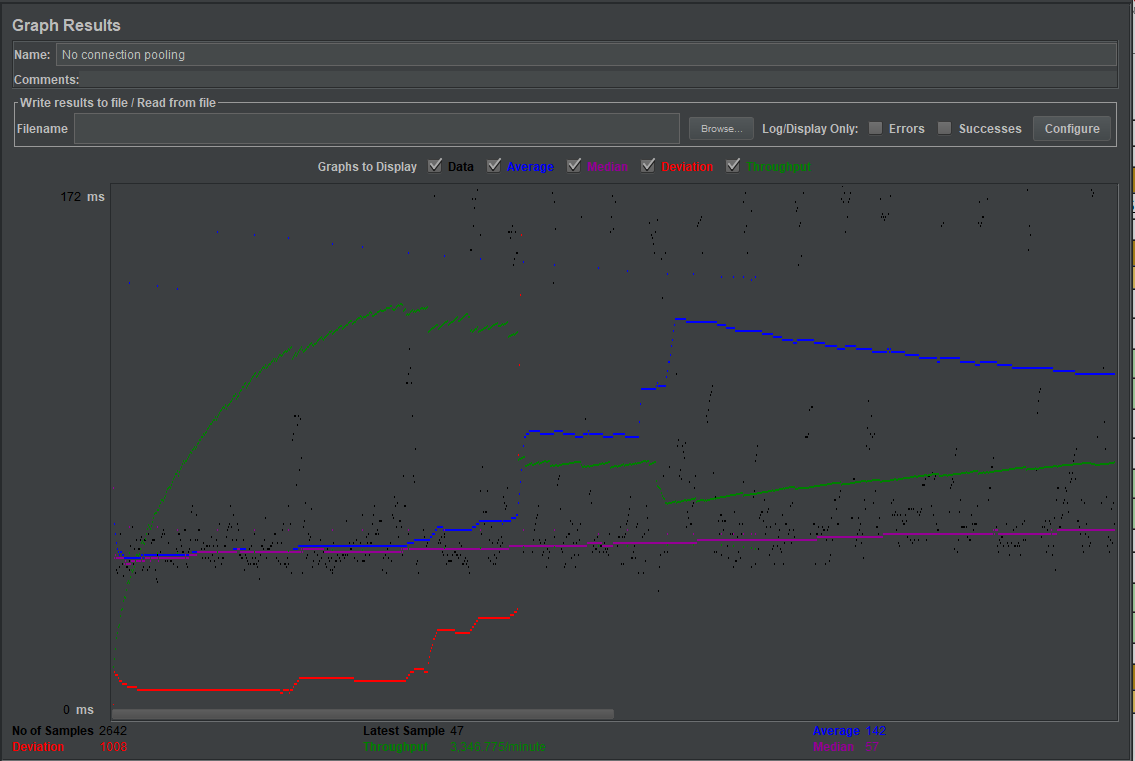 Graph Results
Name: No connection pooling
Comments:
Write results to file / Read from file
Filename Browse... Log/Display Only: Errors Successes Configure
Graphs to Display Data Average Median Deviation Throughput
172 ms
0 ms
No of Samples 2642 Latest Sample 47 Average 142
Deviation 1008 Throughput 3,346.775/minute Median 57